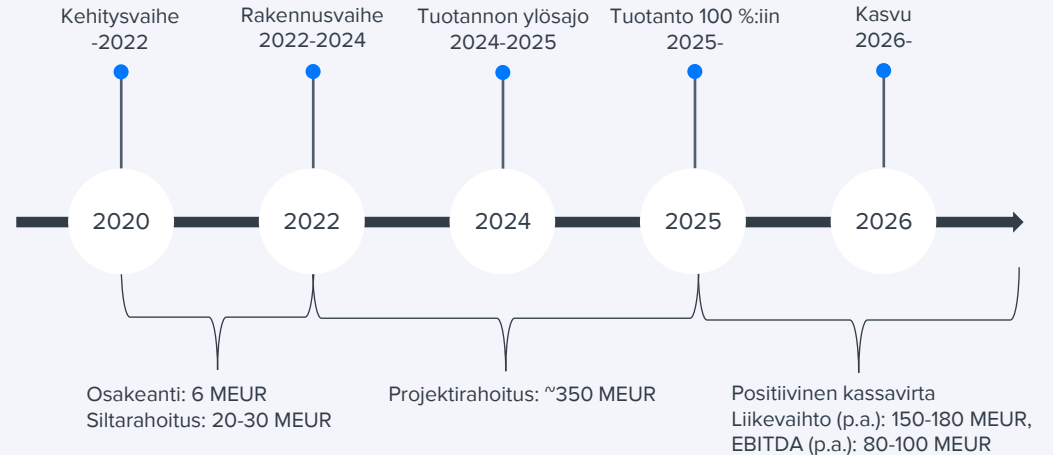 Kehitysvaihe
-2022
Rakennusvaihe
2022-2024
Tuotannon ylösajo
2024-2025
Tuotanto 100 %:iin
2025-
Kasvu
2026-
2020
2022
2024
2025
2026
Osakeanti: 6 MEUR
Siltarahoitus: 20-30 MEUR
Projektirahoitus: ~350 MEUR
Positiivinen kassavirta
Liikevaihto (p.a.): 150-180 MEUR,
EBITDA (p.a.): 80-100 MEUR